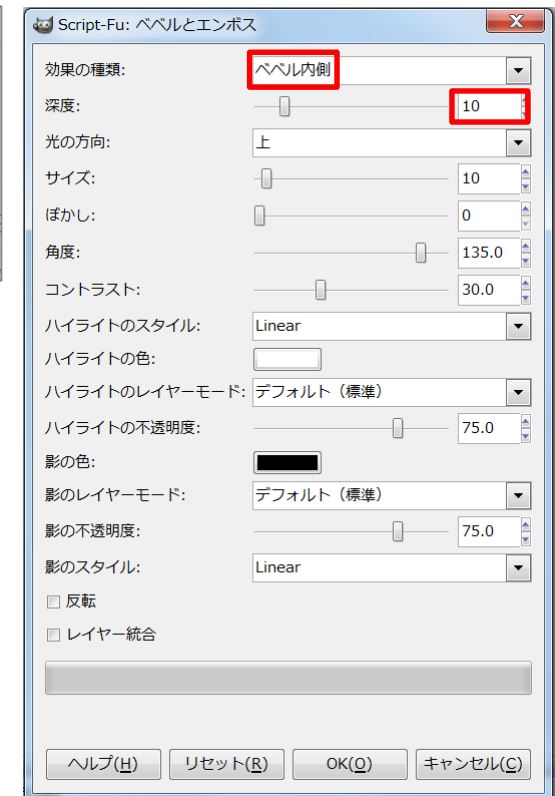 Script-Fu: ベベルとエンボス
効果の種類: ベベル内側
深度: 10
光の方向: 上
サイズ: 10
ぼかし: 0
角度: 135.0
コントラスト: 30.0
ハイライトのスタイル: Linear
ハイライトの色:
ハイライトのレイヤーモード: デフォルト（標準）
ハイライトの不透明度: 75.0
影の色:
影のレイヤーモード: デフォルト（標準）
影の不透明度: 75.0
影のスタイル: Linear
反転
レイヤー統合
ヘルプ(H) リセット(R) OK(O) キャンセル(C)